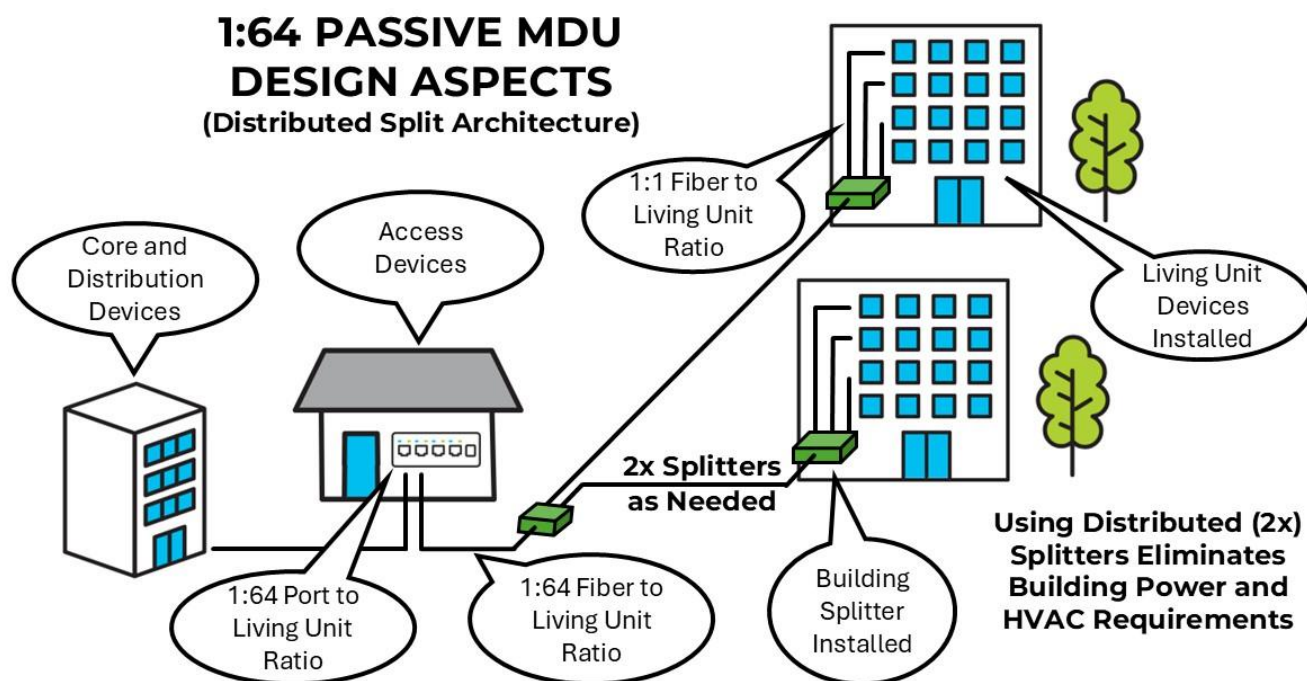 1:64 PASSIVE MDU
DESIGN ASPECTS
(Distributed Split Architecture)
Core and
Distribution
Devices
Access
Devices
1:1 Fiber to
Living Unit
Ratio
Living Unit
Devices
Installed
2x Splitters
as Needed
1:64 Port to
Living Unit
Ratio
1:64 Fiber to
Living Unit
Ratio
Building
Splitter
Installed
Using Distributed (2x)
Splitters Eliminates
Building Power and
HVAC Requirements